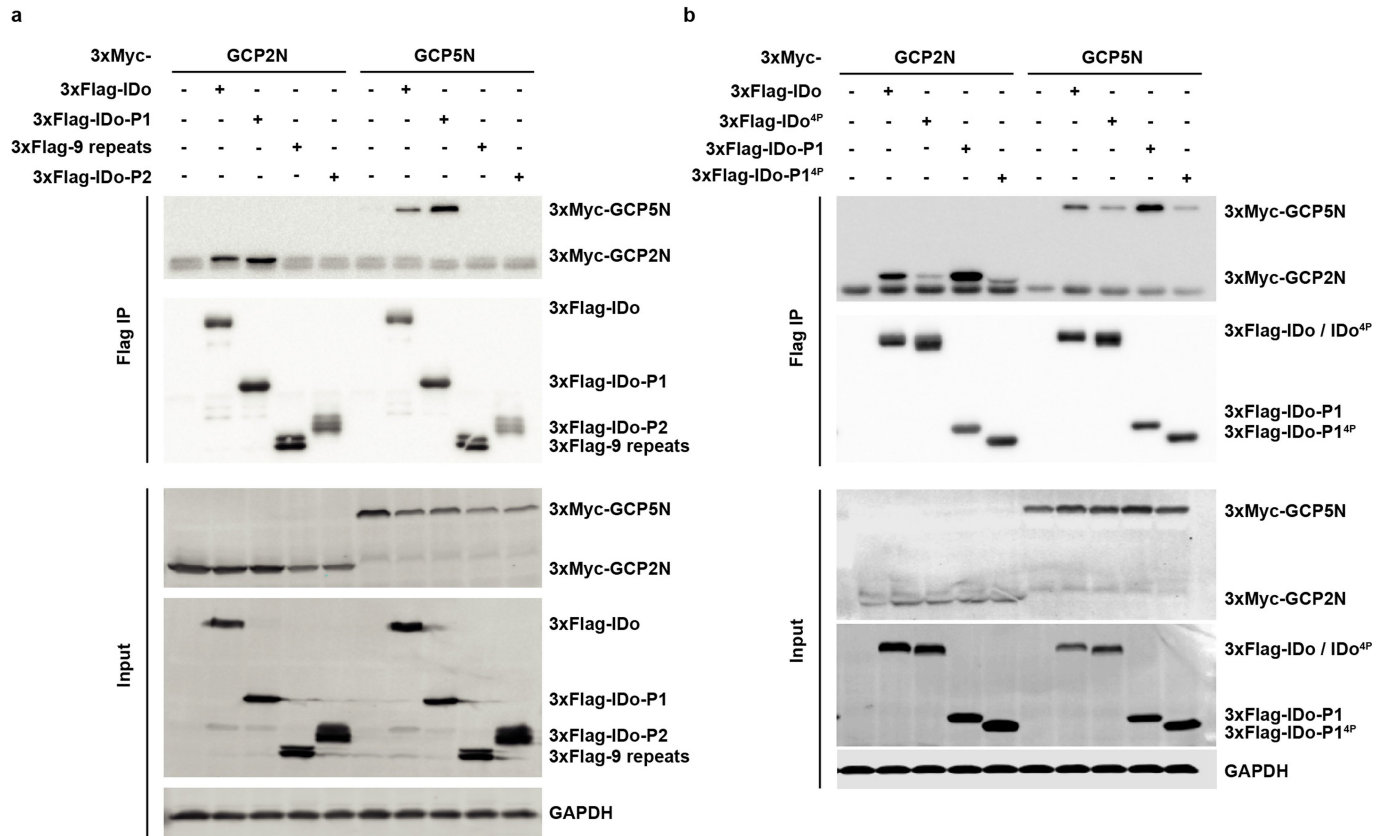 a
3xMyc- GCP2N GCP5N
3xFlag-IDo - + - - - - + - - -
3xFlag-IDo-P1 - - + - - - - + - -
3xFlag-9 repeats - - - + - - - - + -
3xFlag-IDo-P2 - - - - + - - - - +
Flag IP
3xMyc-GCP5N
3xMyc-GCP2N
3xFlag-IDo
3xFlag-IDo-P1
3xFlag-IDo-P2
3xFlag-9 repeats
Input
3xMyc-GCP5N
3xMyc-GCP2N
3xFlag-IDo
3xFlag-IDo-P1
3xFlag-IDo-P2
3xFlag-9 repeats
GAPDH
b
3xMyc- GCP2N GCP5N
3xFlag-IDo - + - - - - + - - -
3xFlag-IDo⁴ᴾ - - + - - - - + - -
3xFlag-IDo-P1 - - - + - - - - + -
3xFlag-IDo-P1⁴ᴾ - - - - + - - - - +
Flag IP
3xMyc-GCP5N
3xMyc-GCP2N
3xFlag-IDo / IDo⁴ᴾ
3xFlag-IDo-P1
3xFlag-IDo-P1⁴ᴾ
Input
3xMyc-GCP5N
3xMyc-GCP2N
3xFlag-IDo / IDo⁴ᴾ
3xFlag-IDo-P1
3xFlag-IDo-P1⁴ᴾ
GAPDH